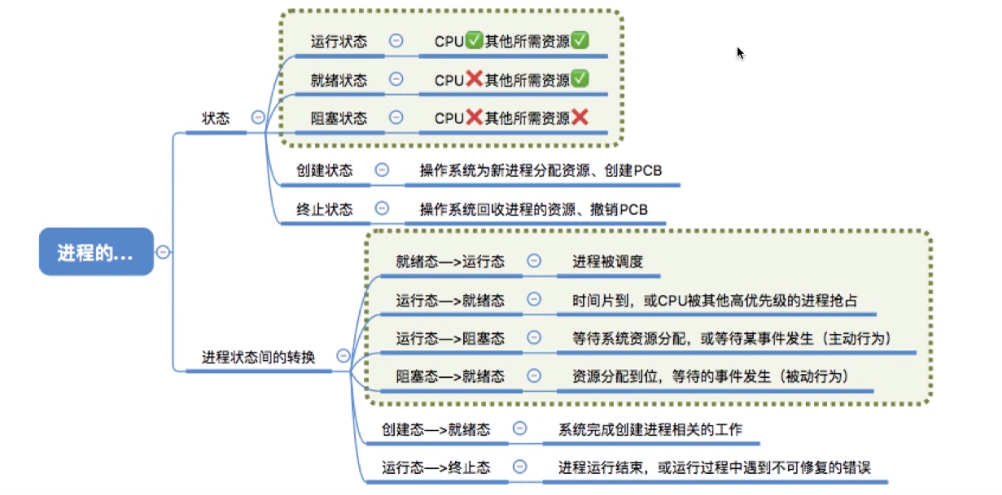 进程的...
状态
运行状态 CPU✅其他所需资源✅
就绪状态 CPU❌其他所需资源✅
阻塞状态 CPU❌其他所需资源❌
创建状态 操作系统为新进程分配资源、创建PCB
终止状态 操作系统回收进程的资源、撤销PCB
进程状态间的转换
就绪态—>运行态 进程被调度
运行态—>就绪态 时间片到，或CPU被其他高优先级的进程抢占
运行态—>阻塞态 等待系统资源分配，或等待某事件发生（主动行为）
阻塞态—>就绪态 资源分配到位，等待的事件发生（被动行为）
创建态—>就绪态 系统完成创建进程相关的工作
运行态—>终止态 进程运行结束，或运行过程中遇到不可修复的错误